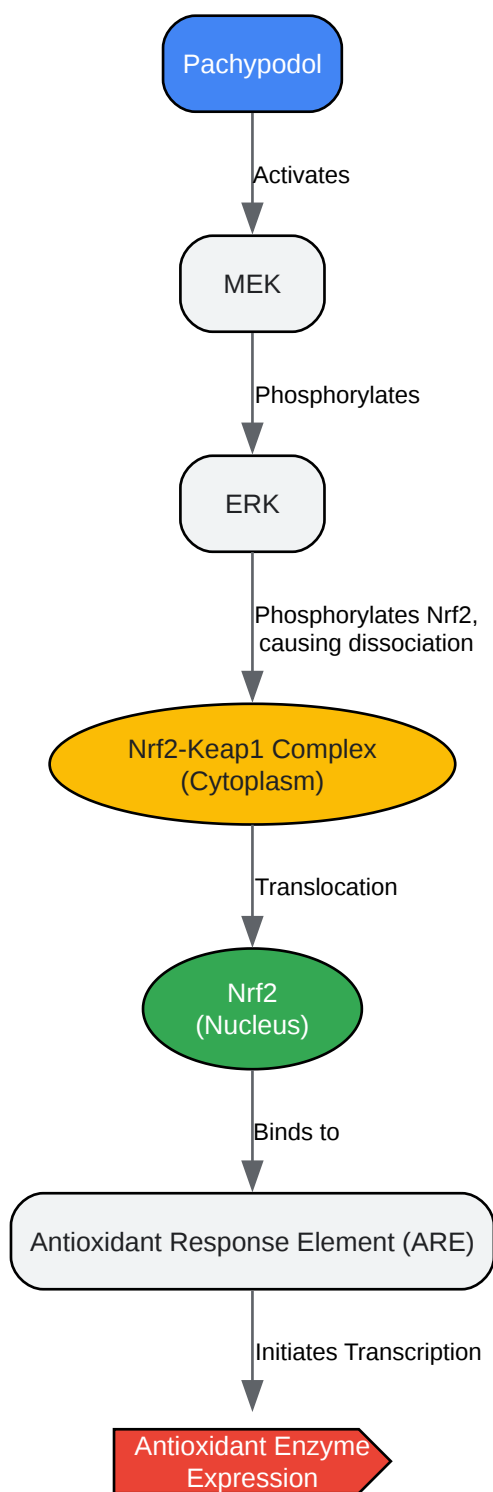 Pachypodol
Activates
MEK
Phosphorylates
ERK
Phosphorylates Nrf2,
causing dissociation
Nrf2-Keap1 Complex
(Cytoplasm)
Translocation
Nrf2
(Nucleus)
Binds to
Antioxidant Response Element (ARE)
Initiates Transcription
Antioxidant Enzyme
Expression